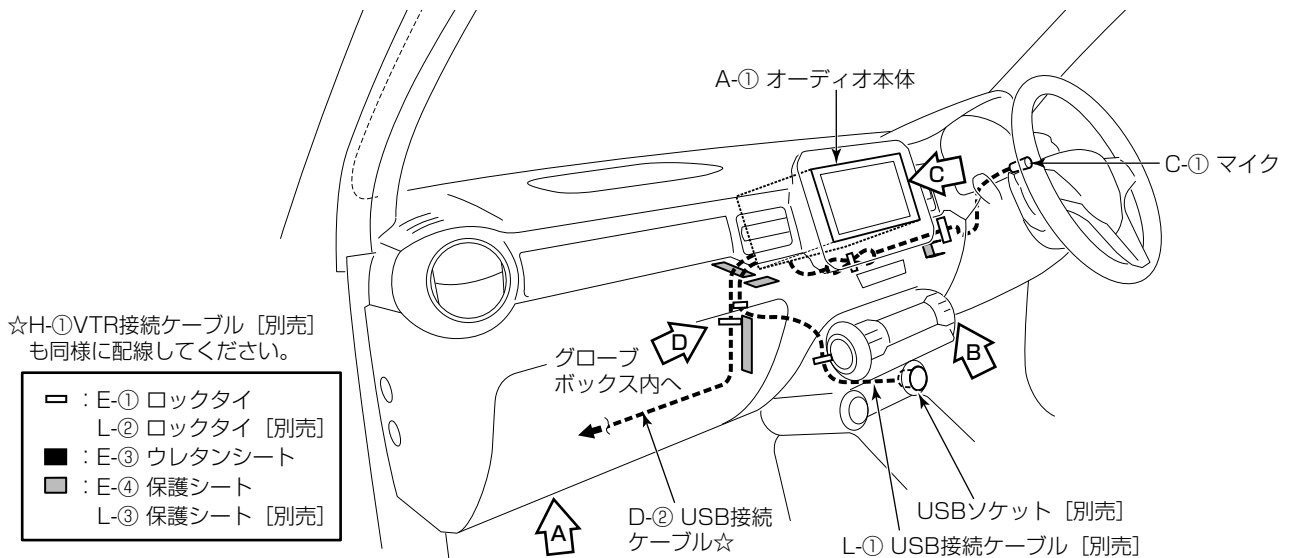 A-① オーディオ本体
C
C-① マイク
☆H-①VTR接続ケーブル［別売］
も同様に配線してください。
D
グローブ
ボックス内へ
B
：E-① ロックタイ
L-② ロックタイ［別売］
：E-③ ウレタンシート
：E-④ 保護シート
L-③ 保護シート［別売］
A
D-② USB接続
ケーブル☆
USBソケット［別売］
L-① USB接続ケーブル［別売］